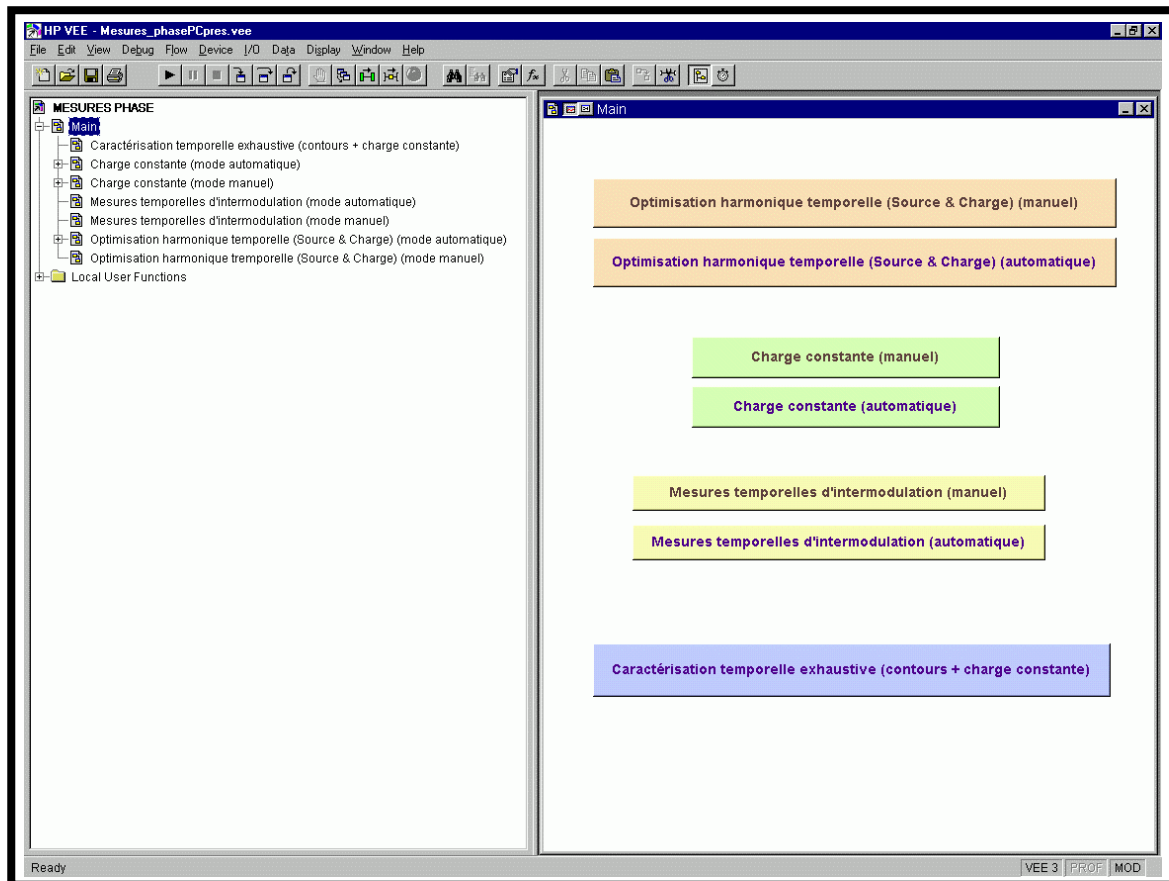 HP VEE - Mesures_phasePCpres.vee
File Edit View Debug Flow Device I/O Data Display Window Help
MESURES PHASE
Main
Caractérisation temporelle exhaustive (contours + charge constante)
Charge constante (mode automatique)
Charge constante (mode manuel)
Mesures temporelles d'intermodulation (mode automatique)
Mesures temporelles d'intermodulation (mode manuel)
Optimisation harmonique temporelle (Source & Charge) (mode automatique)
Optimisation harmonique tremporelle (Source & Charge) (mode manuel)
Local User Functions
Main
Optimisation harmonique temporelle (Source & Charge) (manuel)
Optimisation harmonique temporelle (Source & Charge) (automatique)
Charge constante (manuel)
Charge constante (automatique)
Mesures temporelles d'intermodulation (manuel)
Mesures temporelles d'intermodulation (automatique)
Caractérisation temporelle exhaustive (contours + charge constante)
Ready VEE 3 PROF MOD